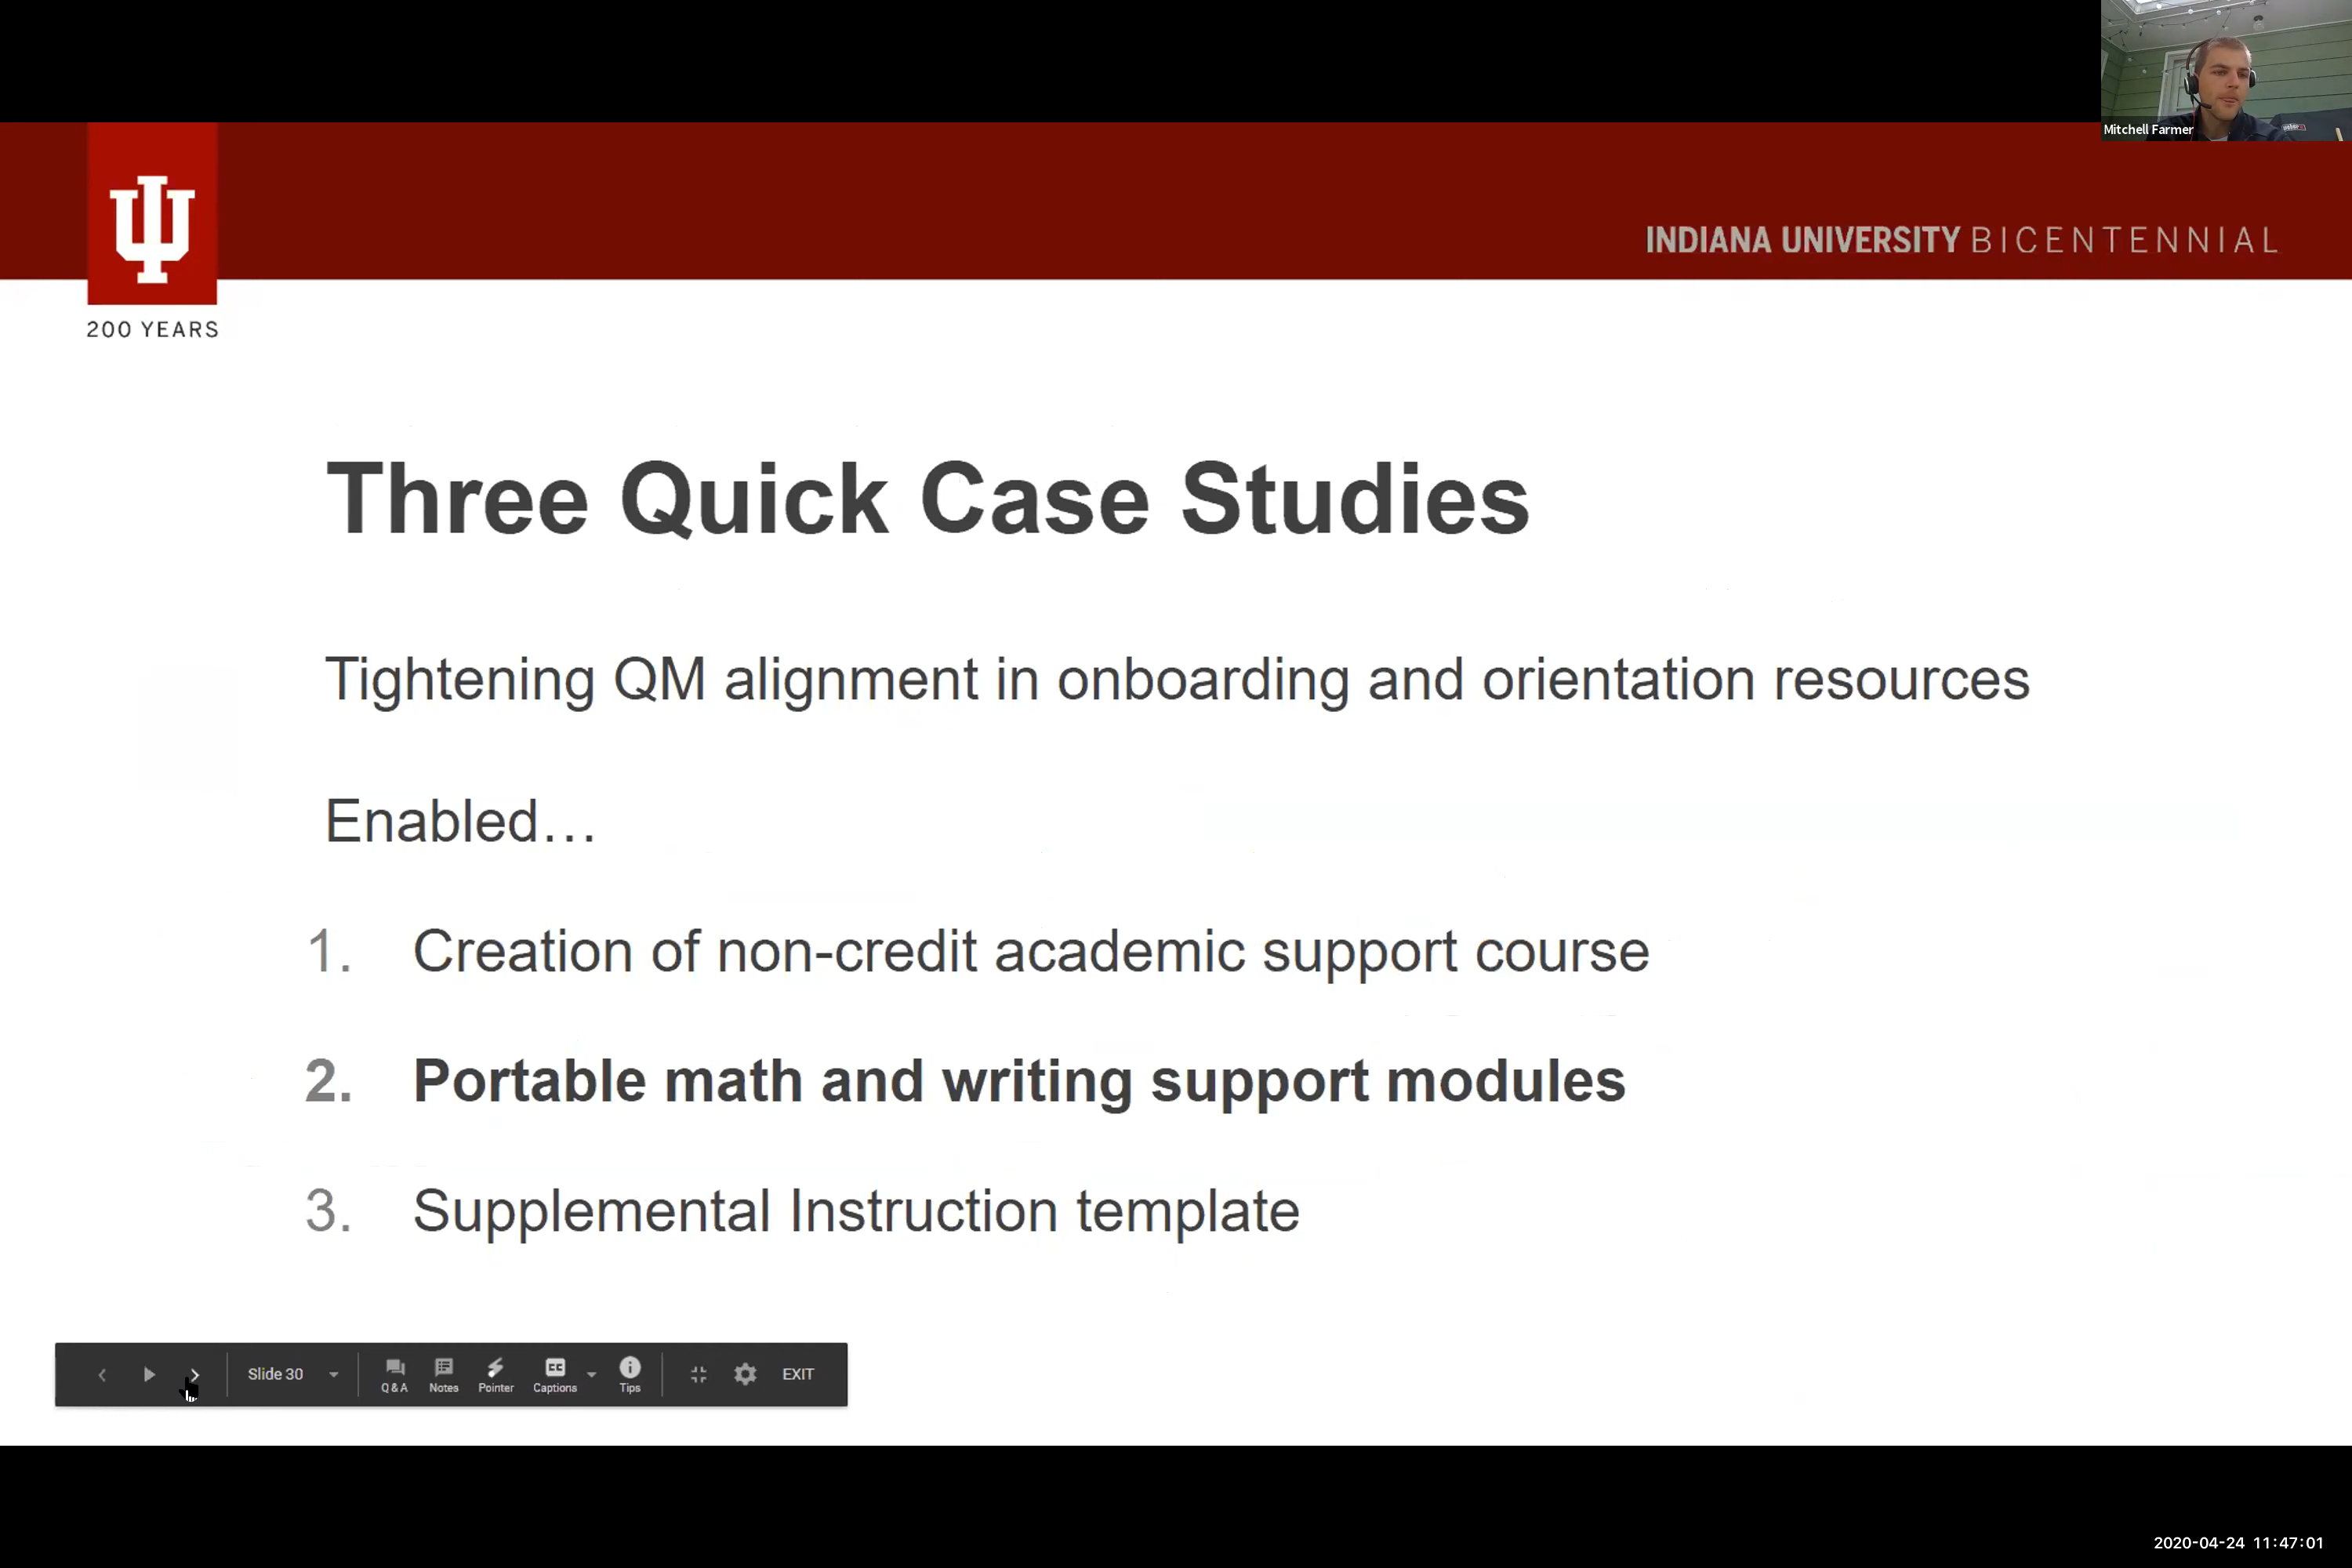 Mitchell Farmer
INDIANA UNIVERSITY BICENTENNIAL
200 YEARS
Three Quick Case Studies
Tightening QM alignment in onboarding and orientation resources
Enabled…
1. Creation of non-credit academic support course
2. Portable math and writing support modules
3. Supplemental Instruction template
Slide 30 Q & A Notes Pointer CC Captions Tips EXIT
2020-04-24 11:47:01